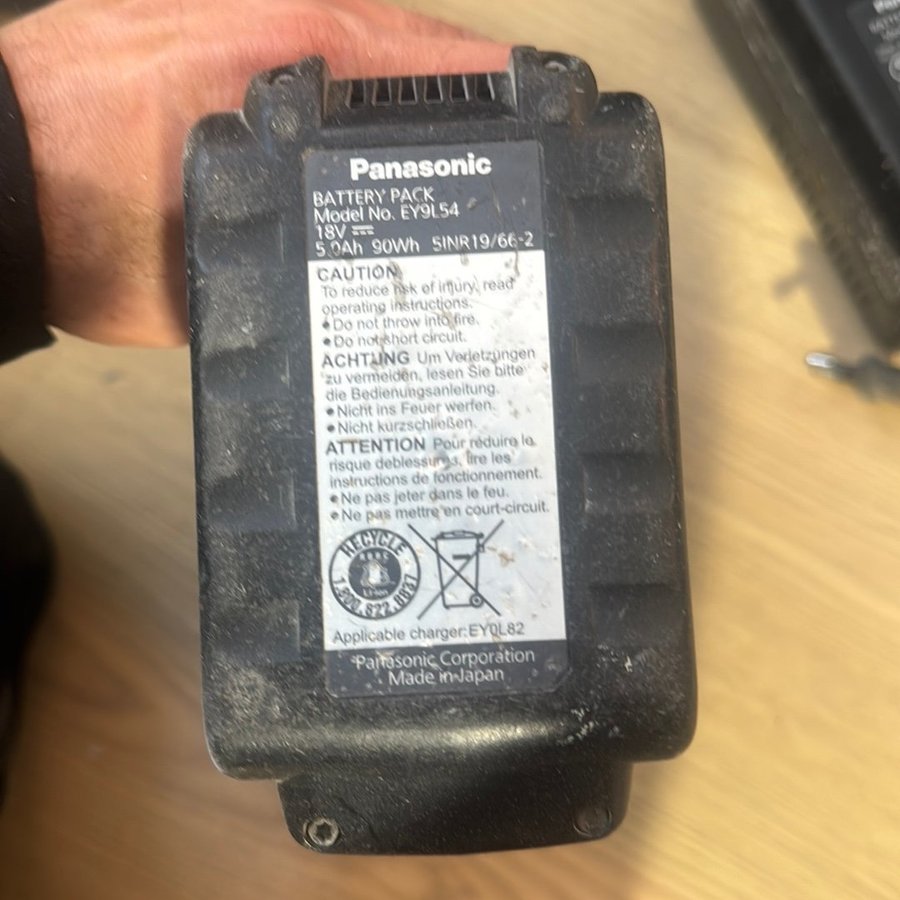 Panasonic
BATTERY PACK
Model No. EY9L54
18V
5.0Ah 90Wh 5INR19/66-2
CAUTION
To reduce risk of injury, read
operating instructions.
● Do not throw into fire.
● Do not short circuit.
ACHTUNG Um Verletzungen
zu vermeiden, lesen Sie bitte
die Bedienungsanleitung.
● Nicht ins Feuer werfen.
● Nicht kurzschließen.
ATTENTION Pour réduire le
risque deblessures, lire les
instructions de fonctionnement.
● Ne pas jeter dans le feu.
● Ne pas mettre en court-circuit.
RECYCLE
RBRC
Li-ion
1.800.822.8837
Applicable charger:EY0L82
Panasonic Corporation
Made in Japan